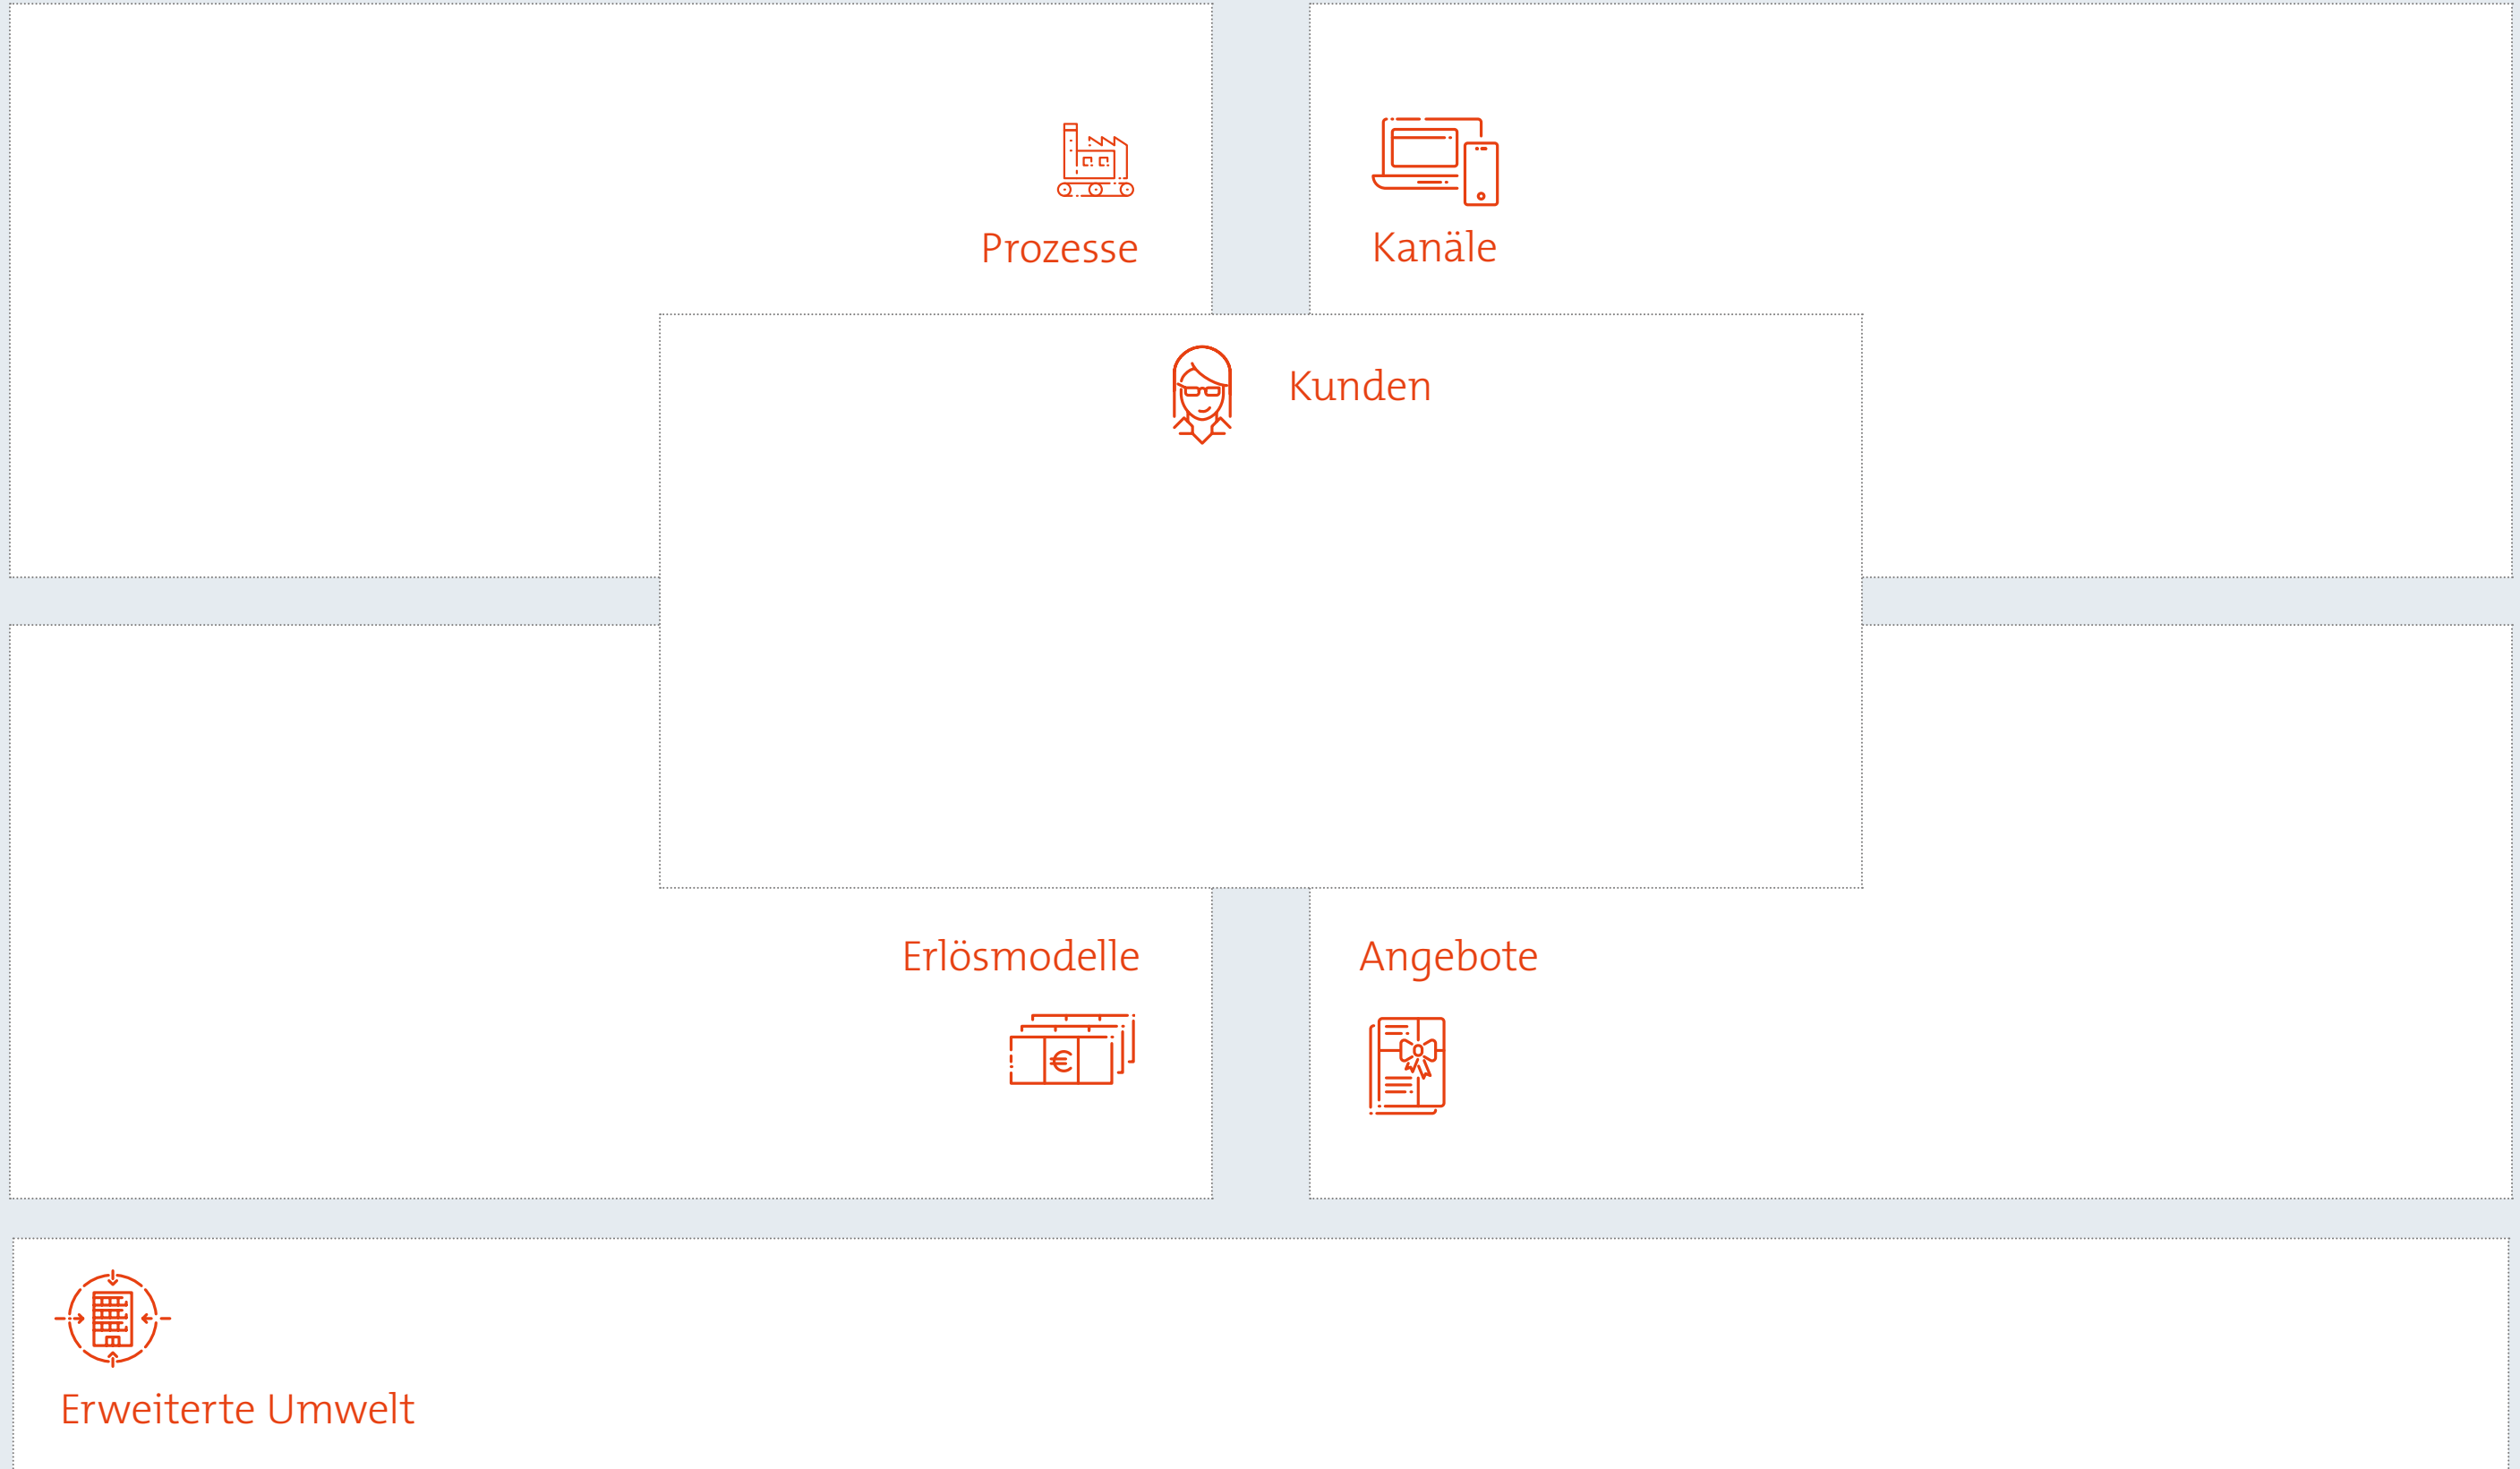 Prozesse
Kanäle
Kunden
Erlösmodelle
Angebote
€
Erweiterte Umwelt